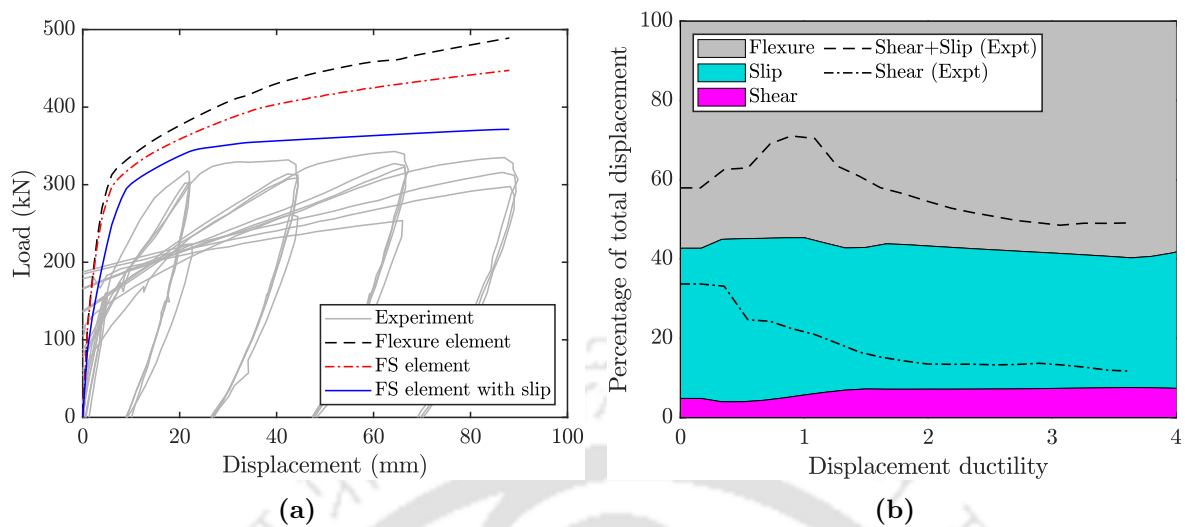 500
400
300
200
100
0
Load (kN)
0 20 40 60 80 100
Displacement (mm)
Experiment
Flexure element
FS element
FS element with slip
(a)
100
80
60
40
20
0
Percentage of total displacement
0 1 2 3 4
Displacement ductility
Flexure
Slip
Shear
Shear+Slip (Expt)
Shear (Expt)
(b)